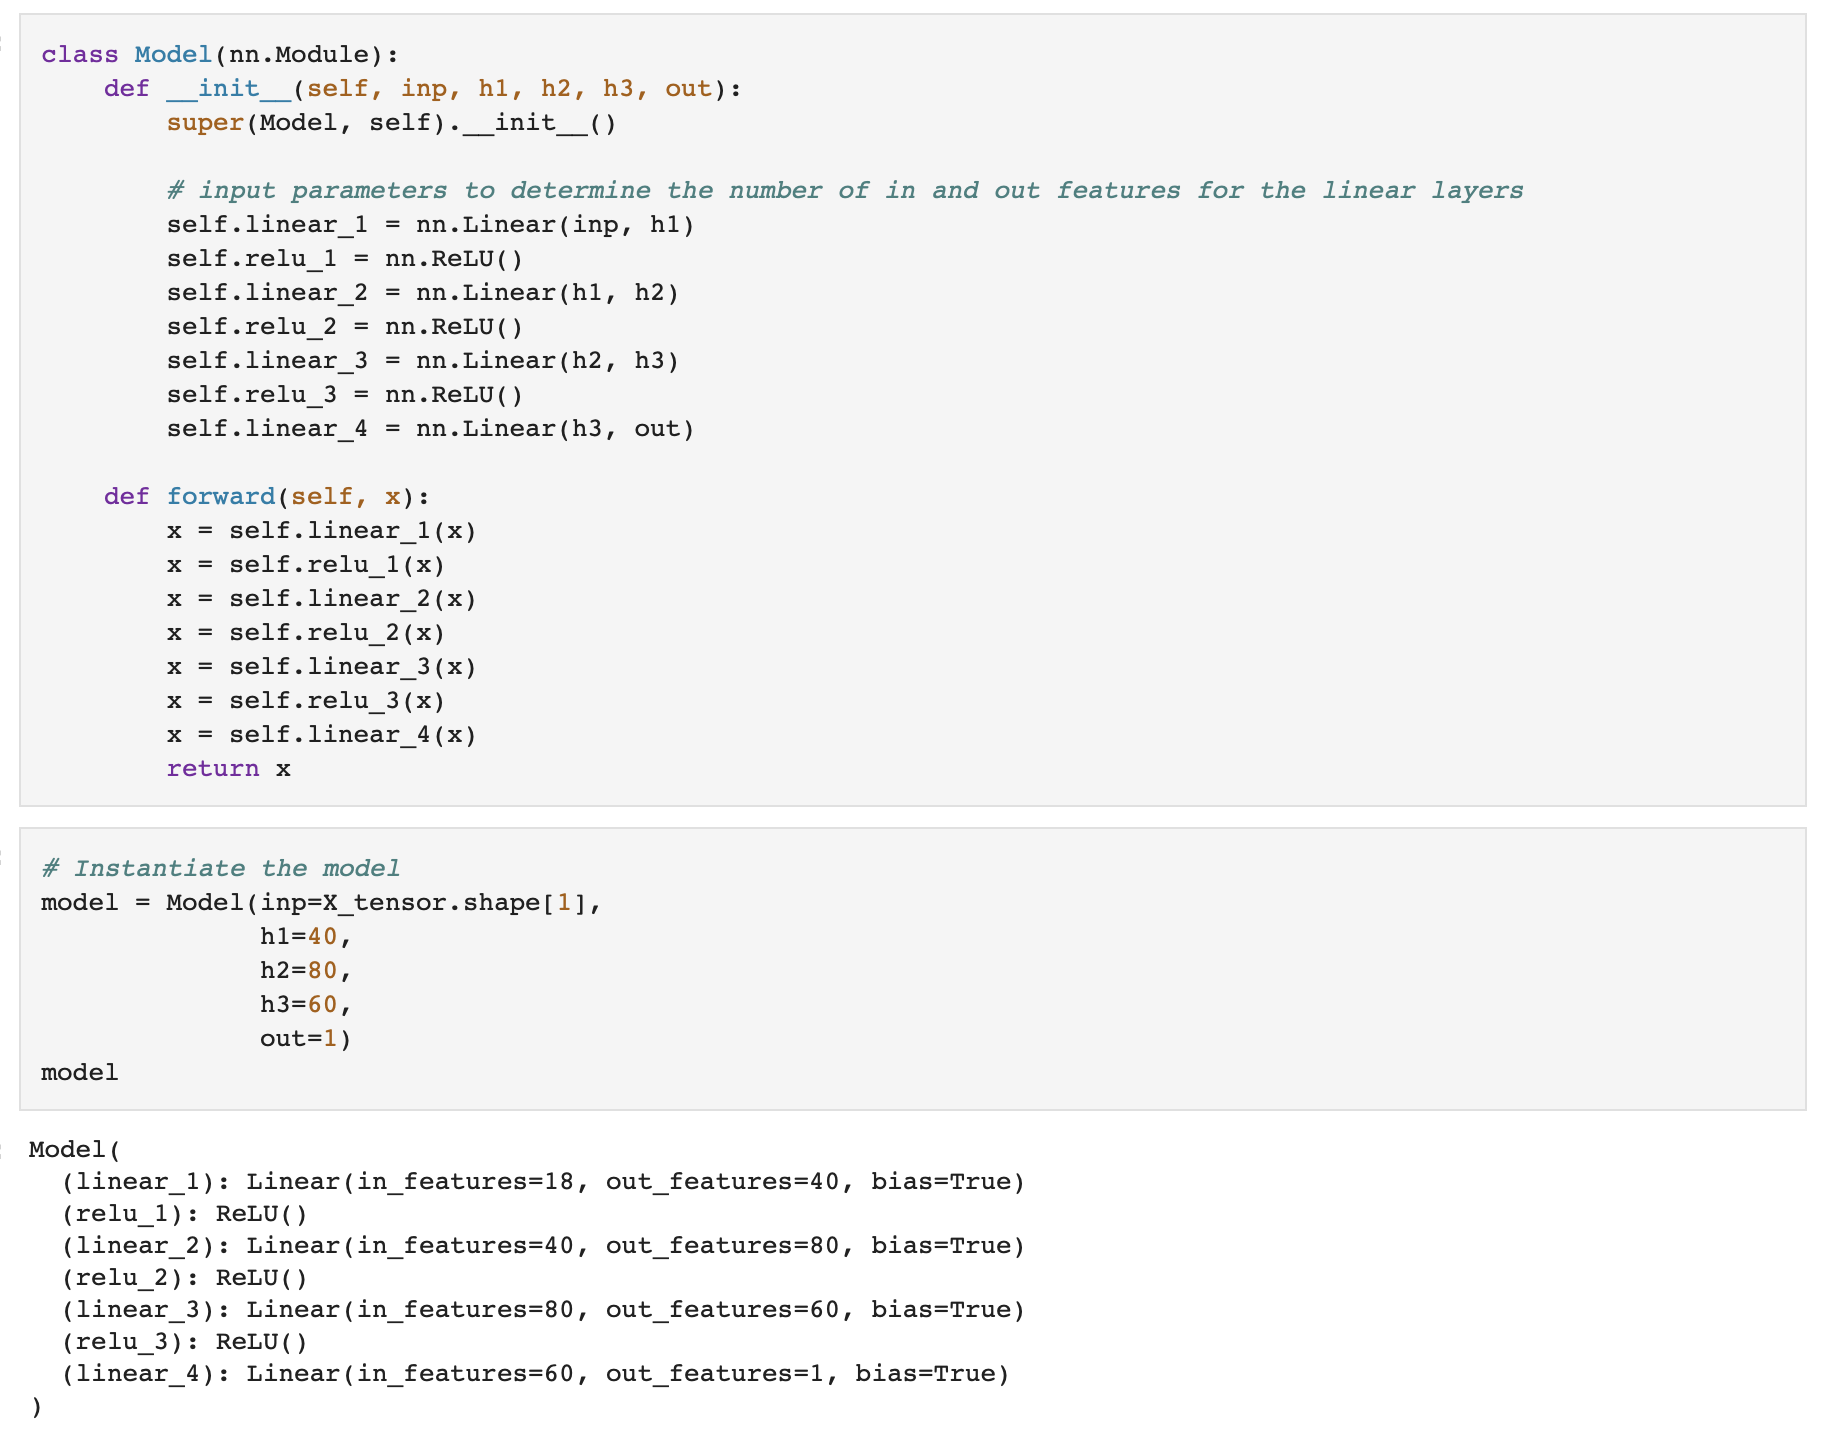 class Model(nn.Module):
    def __init__(self, inp, h1, h2, h3, out):
        super(Model, self).__init__()

        # input parameters to determine the number of in and out features for the linear layers
        self.linear_1 = nn.Linear(inp, h1)
        self.relu_1 = nn.ReLU()
        self.linear_2 = nn.Linear(h1, h2)
        self.relu_2 = nn.ReLU()
        self.linear_3 = nn.Linear(h2, h3)
        self.relu_3 = nn.ReLU()
        self.linear_4 = nn.Linear(h3, out)

    def forward(self, x):
        x = self.linear_1(x)
        x = self.relu_1(x)
        x = self.linear_2(x)
        x = self.relu_2(x)
        x = self.linear_3(x)
        x = self.relu_3(x)
        x = self.linear_4(x)
        return x

# Instantiate the model
model = Model(inp=X_tensor.shape[1],
              h1=40,
              h2=80,
              h3=60,
              out=1)
model

Model(
  (linear_1): Linear(in_features=18, out_features=40, bias=True)
  (relu_1): ReLU()
  (linear_2): Linear(in_features=40, out_features=80, bias=True)
  (relu_2): ReLU()
  (linear_3): Linear(in_features=80, out_features=60, bias=True)
  (relu_3): ReLU()
  (linear_4): Linear(in_features=60, out_features=1, bias=True)
)